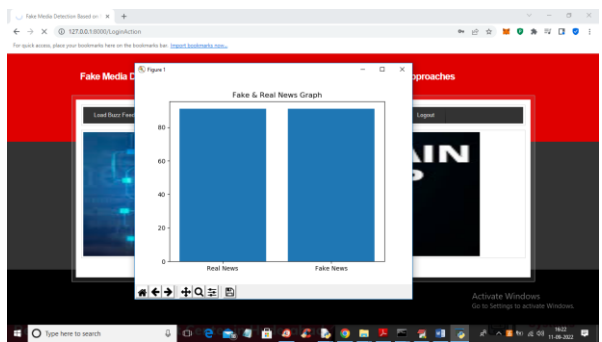 Fake Media Detection Based on
127.0.0.1:8000/LoginAction
For quick access, place your bookmarks here on the bookmarks bar. Import bookmarks now...
Fake Media D
pproaches
Figure 1
Load Buzz Feed
Logout
Fake & Real News Graph
80
60
40
20
0
Real News
Fake News
AIN
Activate Windows
Go to Settings to activate Windows.
Type here to search
16:22
11-09-2022